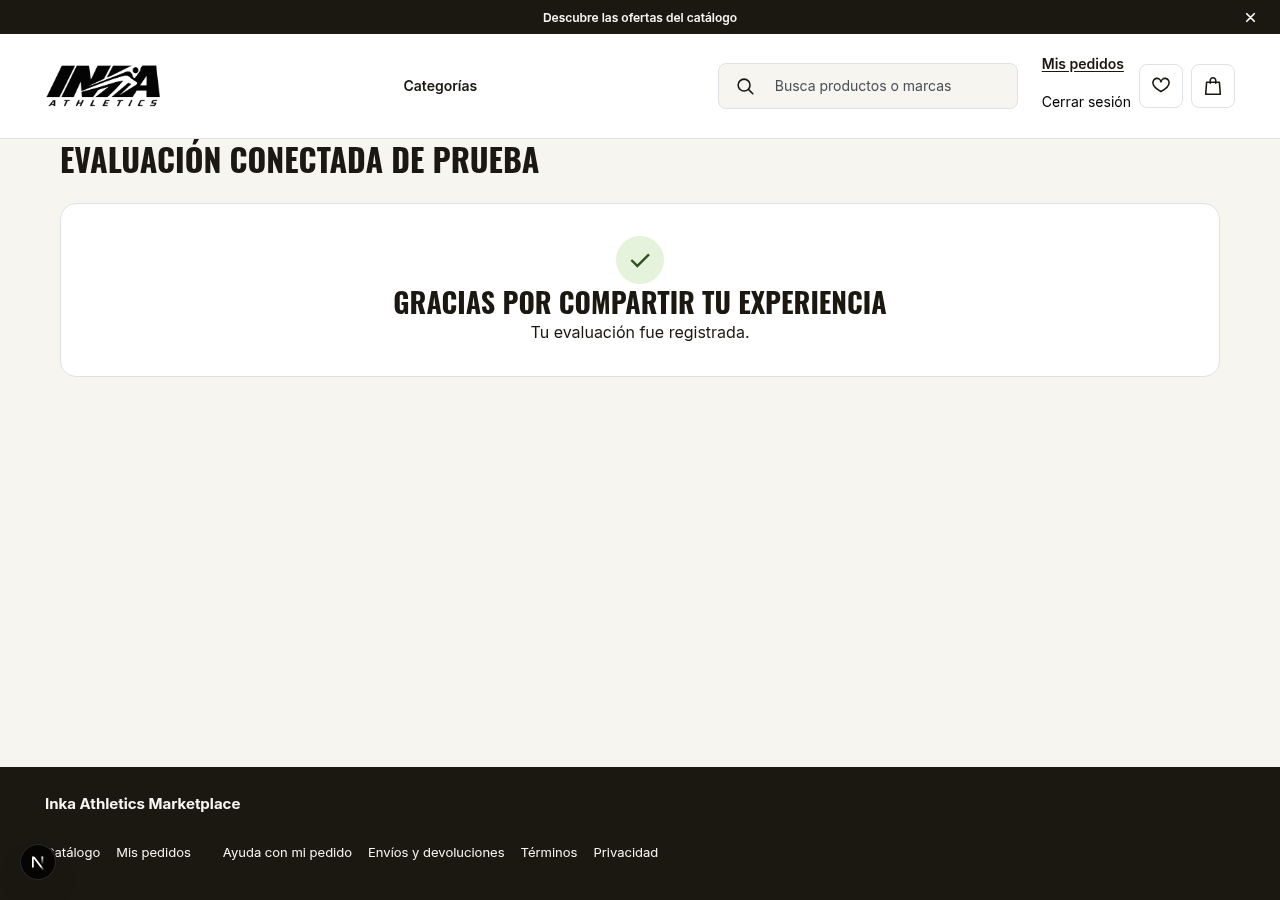 Descubre las ofertas del catálogo
INKA
ATHLETICS
Categorías
Busca productos o marcas
Mis pedidos
Cerrar sesión
EVALUACIÓN CONECTADA DE PRUEBA
GRACIAS POR COMPARTIR TU EXPERIENCIA
Tu evaluación fue registrada.
Inka Athletics Marketplace
Catálogo Mis pedidos Ayuda con mi pedido Envíos y devoluciones Términos Privacidad
N